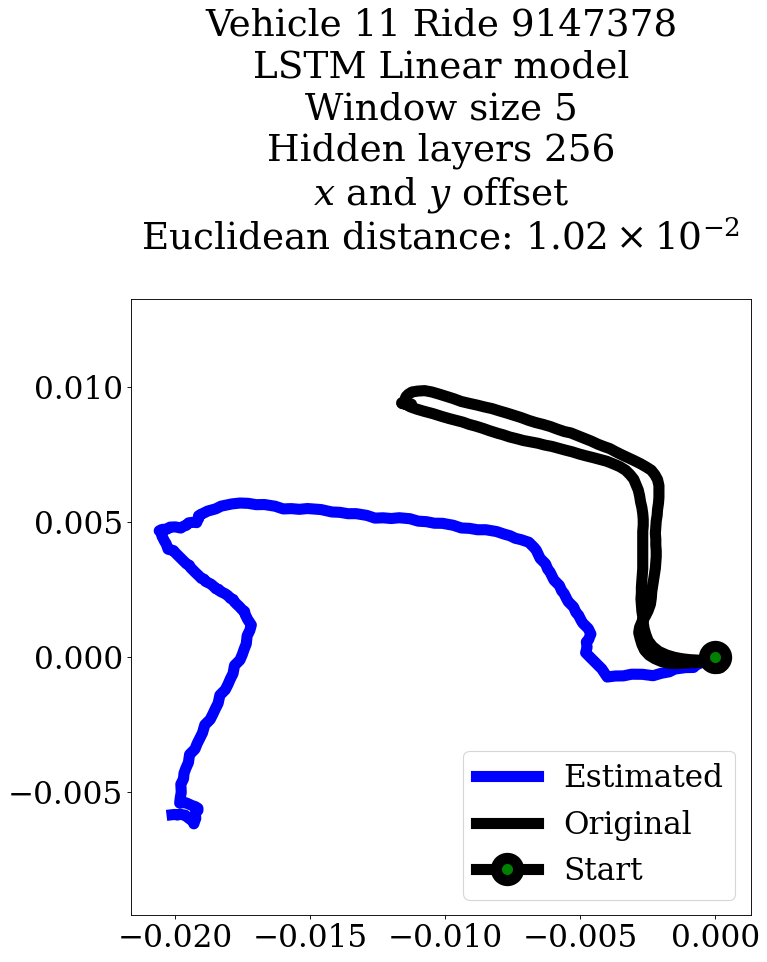 Vehicle 11 Ride 9147378
LSTM Linear model
Window size 5
Hidden layers 256
x and y offset
Euclidean distance: 1.02 × 10⁻²
0.010
0.005
0.000
−0.005
Estimated
Original
Start
−0.020 −0.015 −0.010 −0.005 0.000